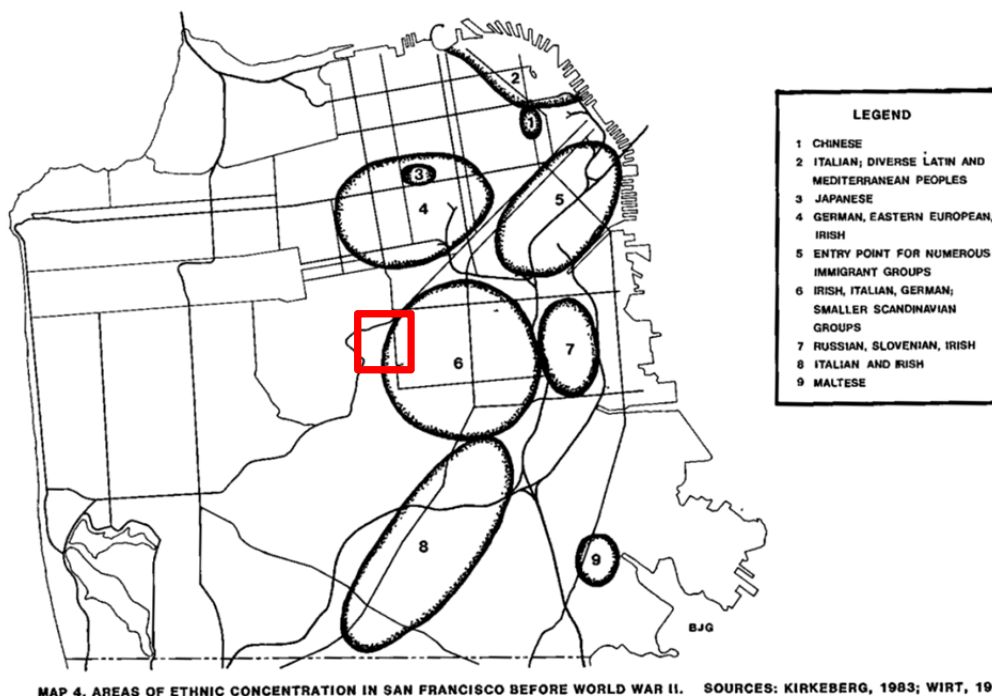 2
1
3
4
5
6
7
8
9
BJG
LEGEND
1 CHINESE
2 ITALIAN; DIVERSE LATIN AND
MEDITERRANEAN PEOPLES
3 JAPANESE
4 GERMAN, EASTERN EUROPEAN,
IRISH
5 ENTRY POINT FOR NUMEROUS
IMMIGRANT GROUPS
6 IRISH, ITALIAN, GERMAN;
SMALLER SCANDINAVIAN
GROUPS
7 RUSSIAN, SLOVENIAN, IRISH
8 ITALIAN AND IRISH
9 MALTESE
MAP 4. AREAS OF ETHNIC CONCENTRATION IN SAN FRANCISCO BEFORE WORLD WAR II. SOURCES: KIRKEBERG, 1983; WIRT, 19